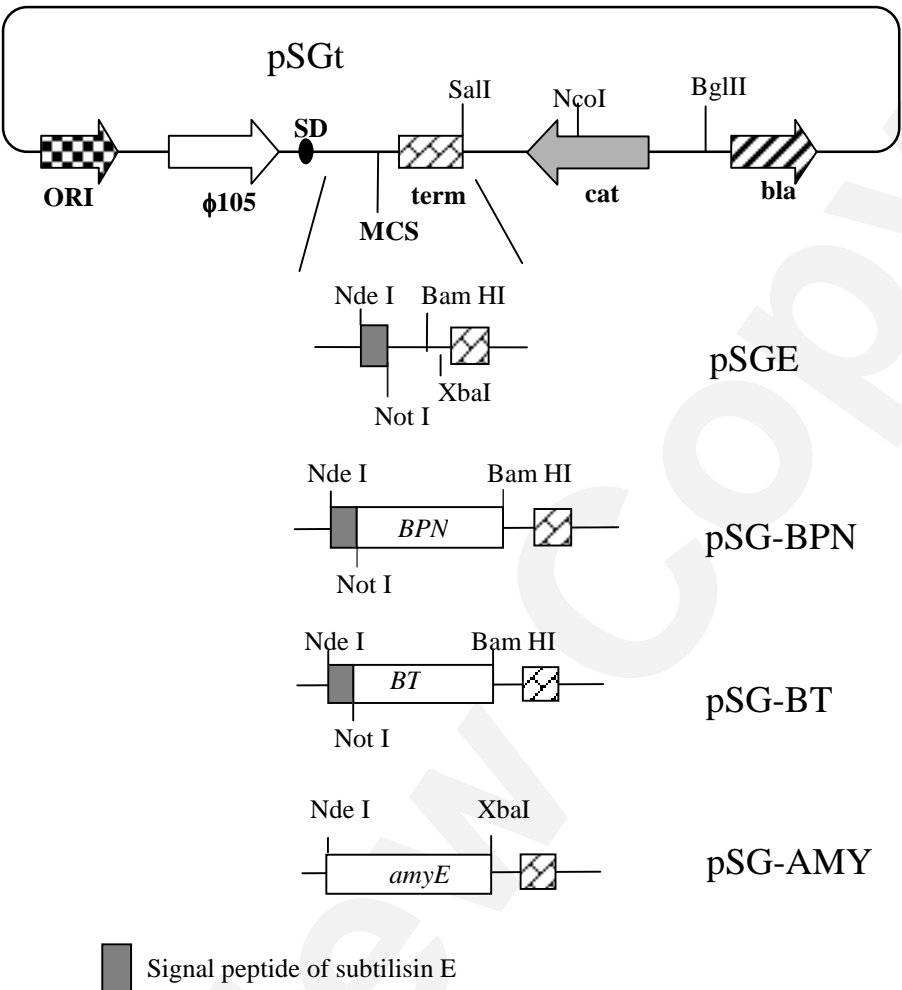 pSGt
SalI
NcoI
BglII
SD
ORI
ϕ105
MCS
term
cat
bla
Nde I
Bam HI
Not I
XbaI
pSGE
Nde I
Bam HI
BPN
Not I
pSG-BPN
Nde I
Bam HI
BT
Not I
pSG-BT
Nde I
XbaI
amyE
pSG-AMY
Signal peptide of subtilisin E